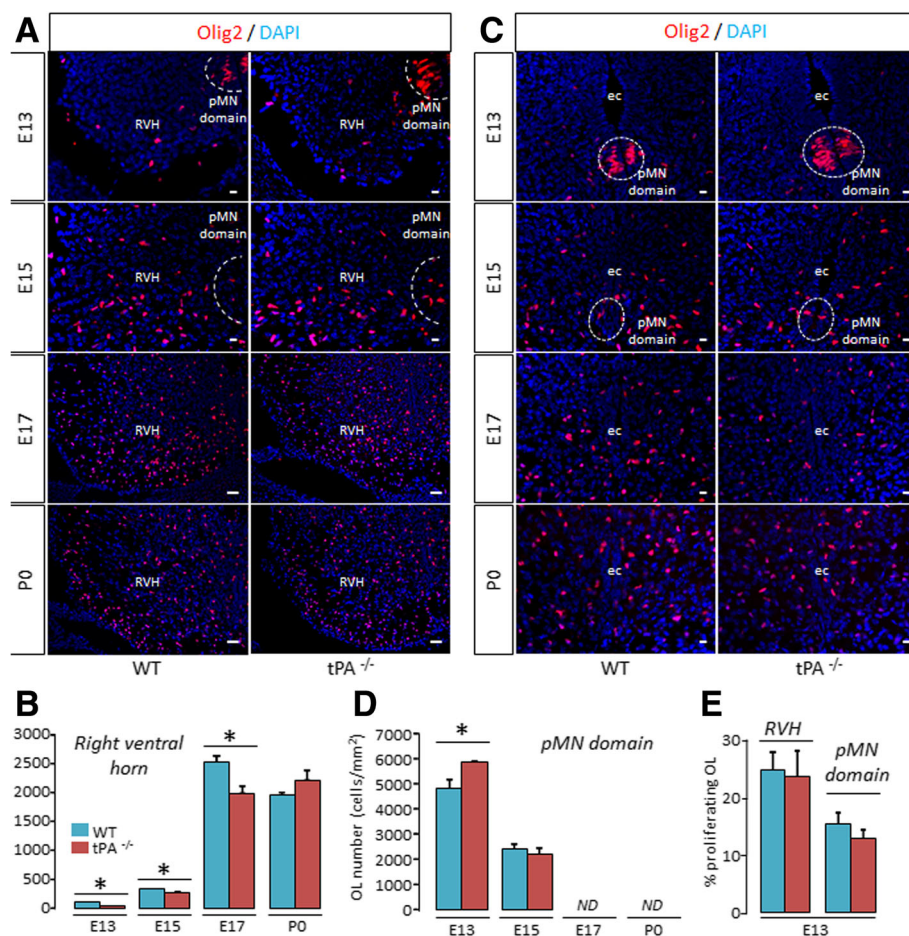 A
Olig2 / DAPI
E13
RVH
pMN domain
RVH
pMN domain
E15
RVH
pMN domain
RVH
pMN domain
E17
RVH
RVH
P0
RVH
RVH
WT
tPA -/-
C
Olig2 / DAPI
E13
ec
pMN domain
ec
pMN domain
E15
ec
pMN domain
ec
pMN domain
E17
ec
ec
P0
ec
ec
WT
tPA -/-
B
Right ventral horn
3000
2500
2000
1500
1000
500
0
WT
tPA -/-
*
*
*
E13
E15
E17
P0
D
pMN domain
OL number (cells/mm²)
7000
6000
5000
4000
3000
2000
1000
0
*
ND
ND
E13
E15
E17
P0
E
RVH
pMN domain
% proliferating OL
30
20
10
0
E13